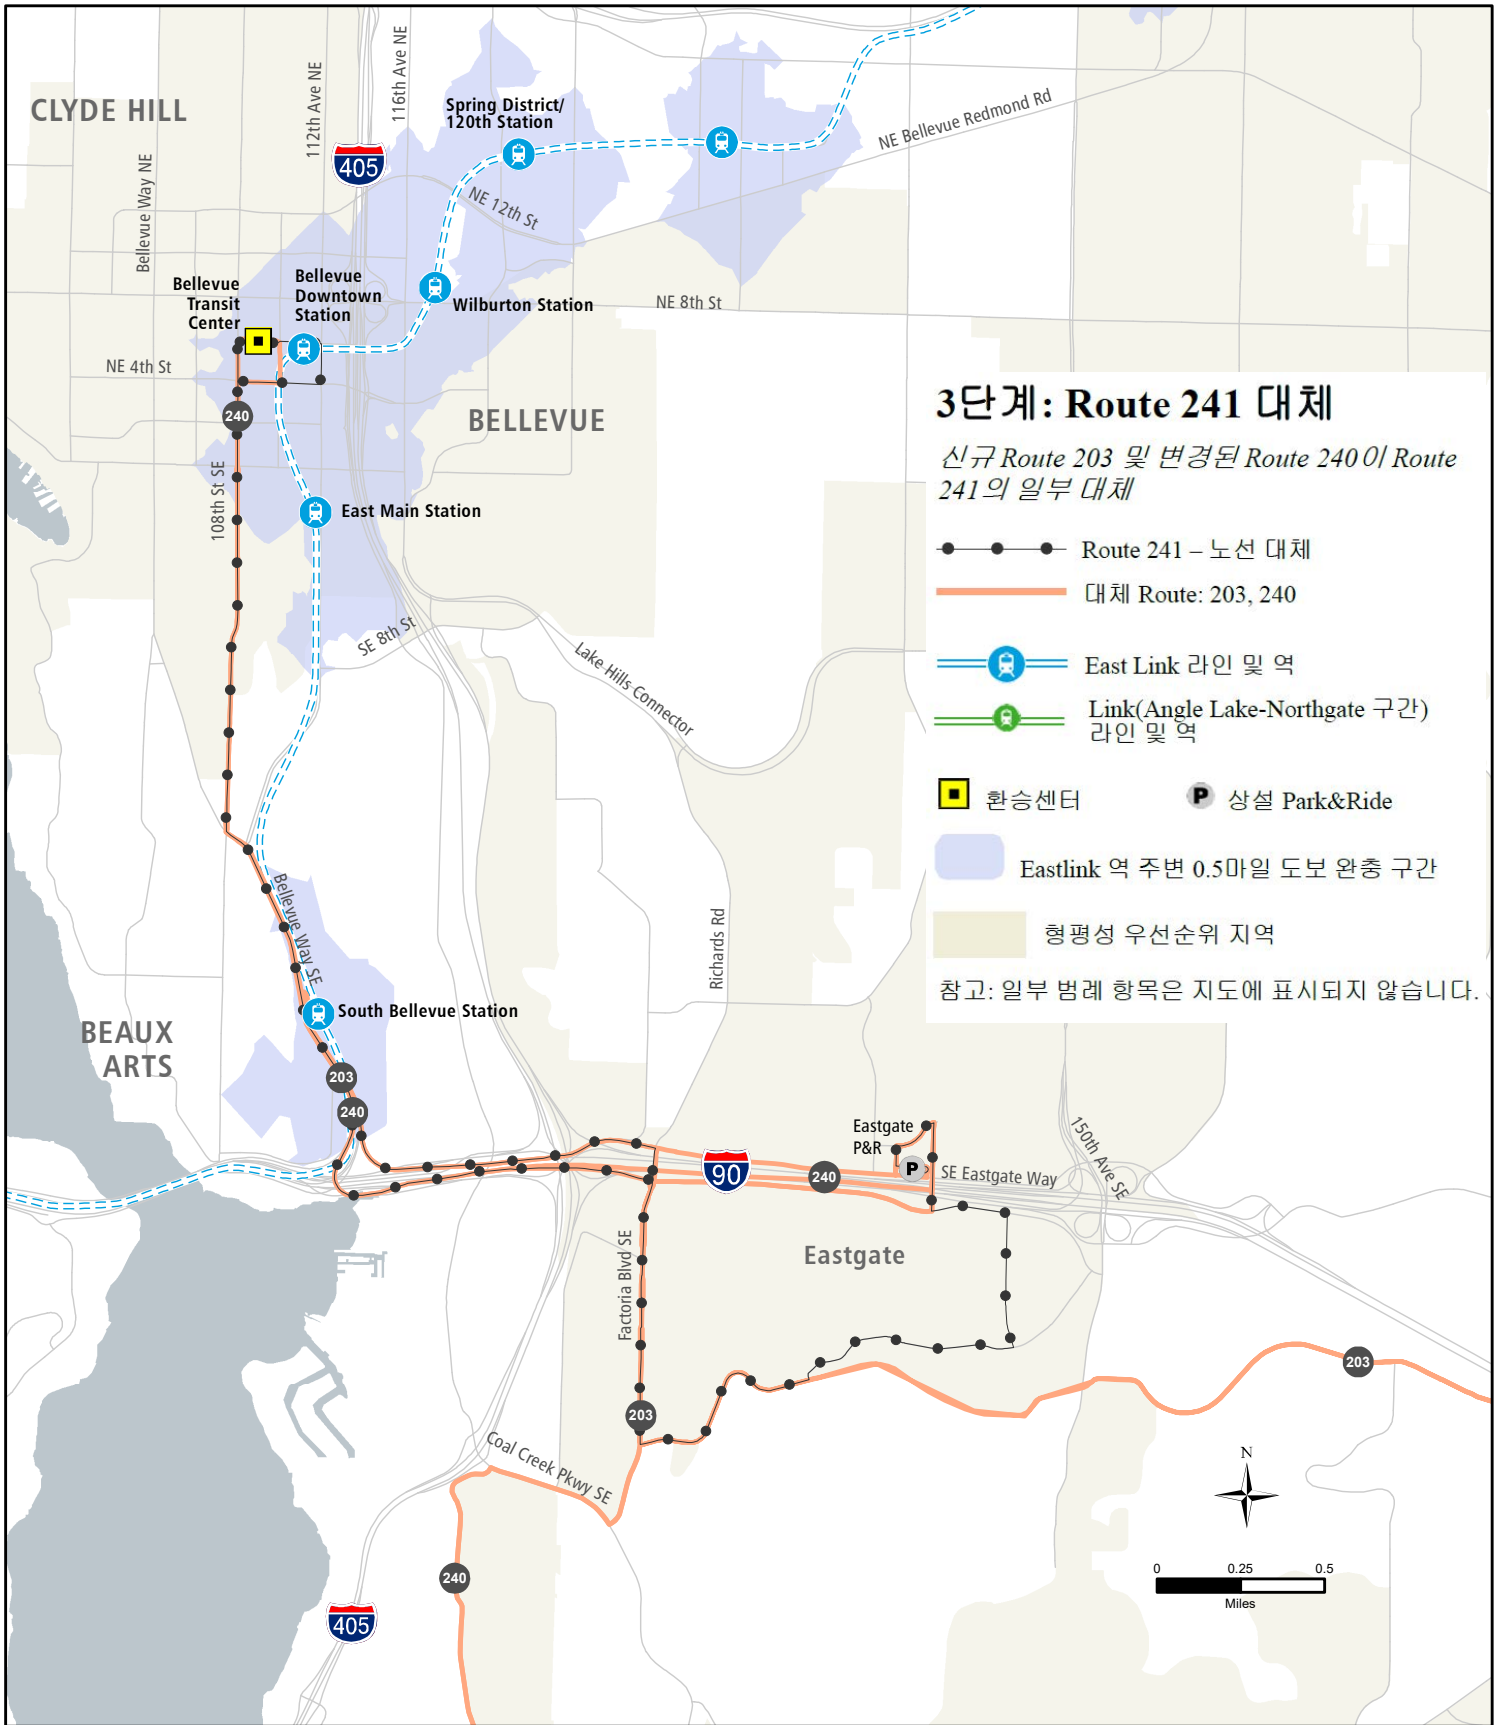 CLYDE HILL
Bellevue Way NE
112th Ave NE
116th Ave NE
405
Spring District/
120th Station
NE Bellevue Redmond Rd
NE 12th St
Bellevue
Transit
Center
Bellevue
Downtown
Station
Wilburton Station
NE 8th St
NE 4th St
240
BELLEVUE
108th St SE
East Main Station
SE 8th St
Lake Hills Connector
3단계: Route 241 대체
신규 Route 203 및 변경된 Route 240이 Route
241의 일부 대체
Route 241 – 노선 대체
대체 Route: 203, 240
East Link 라인 및 역
Link(Angle Lake-Northgate 구간)
라인 및 역
환승센터
P 상설 Park&Ride
Eastlink 역 주변 0.5마일 도보 완충 구간
형평성 우선순위 지역
참고: 일부 범례 항목은 지도에 표시되지 않습니다.
Bellevue Way SE
Richards Rd
South Bellevue Station
BEAUX
ARTS
203
240
Eastgate
P&R
P
90
240
SE Eastgate Way
150th Ave SE
Factoria Blvd SE
Eastgate
203
203
Coal Creek Pkwy SE
240
405
N
0 0.25 0.5
Miles